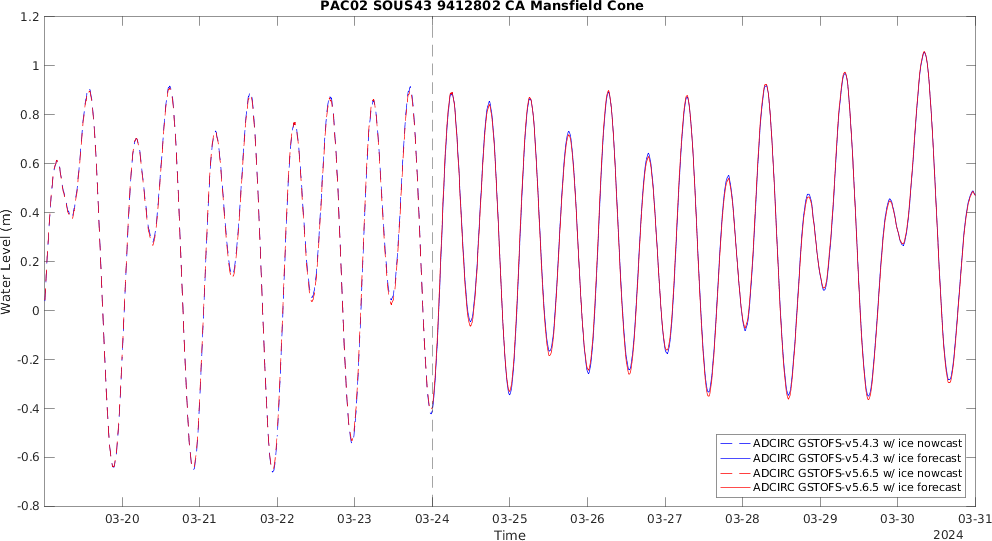 PAC02 SOUS43 9412802 CA Mansfield Cone
1.2
1
0.8
0.6
0.4
0.2
0
-0.2
-0.4
-0.6
-0.8
Water Level (m)
03-20 03-21 03-22 03-23 03-24 03-25 03-26 03-27 03-28 03-29 03-30 03-31
Time
2024
ADCIRC GSTOFS-v5.4.3 w/ ice nowcast
ADCIRC GSTOFS-v5.4.3 w/ ice forecast
ADCIRC GSTOFS-v5.6.5 w/ ice nowcast
ADCIRC GSTOFS-v5.6.5 w/ ice forecast